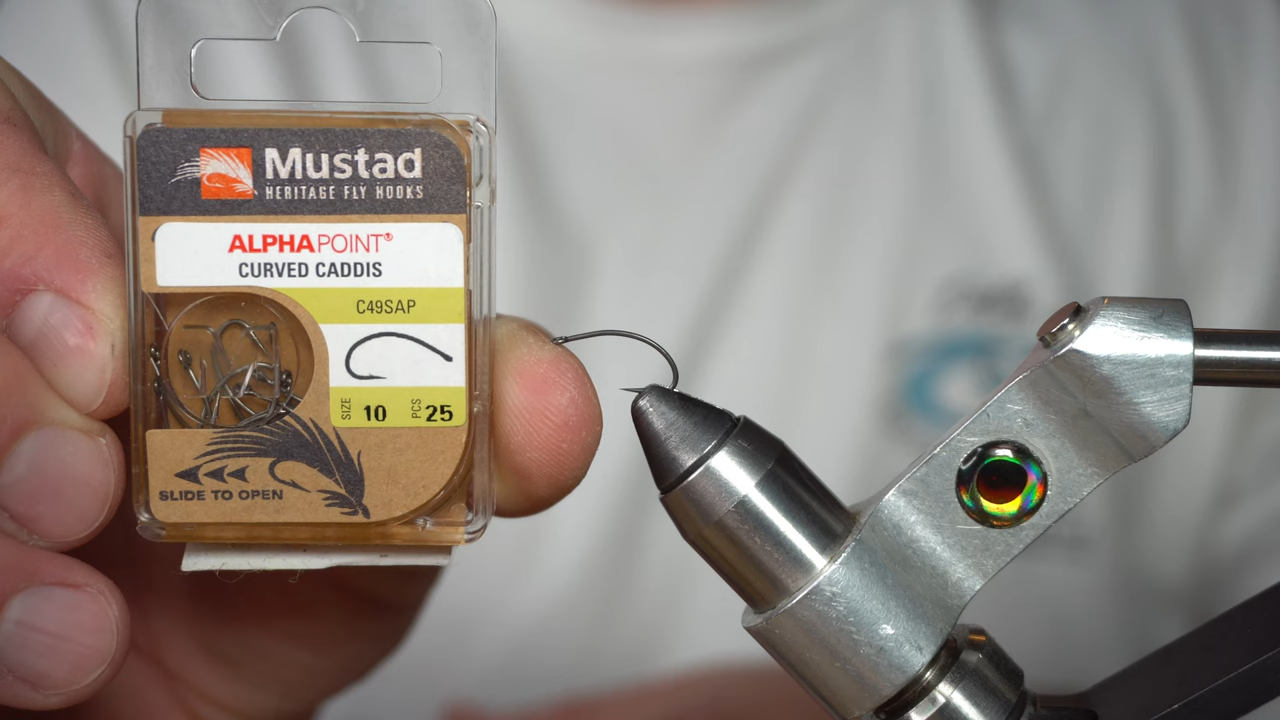 Mustad
HERITAGE FLY HOOKS
ALPHAPOINT®
CURVED CADDIS
C49SAP
SIZE 10 PCS 25
SLIDE TO OPEN